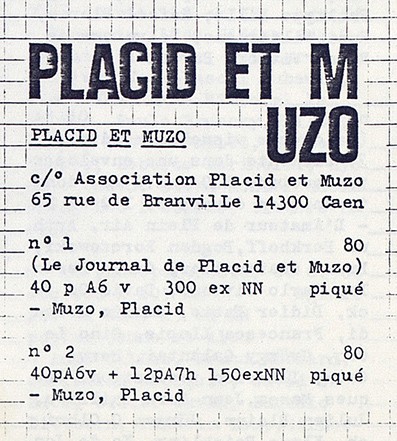 PLACID ET M
UZO
PLACID ET MUZO
c/° Association Placid et Muzo
65 rue de BranvilLe 14300 Caen
n° 1 80
(Le Journal de Placid et Muzo)
40 p A6 v 300 ex NN piqué
- Muzo, Placid
n° 2 80
40pA6v + 12pA7h 150exNN piqué
- Muzo, Placid